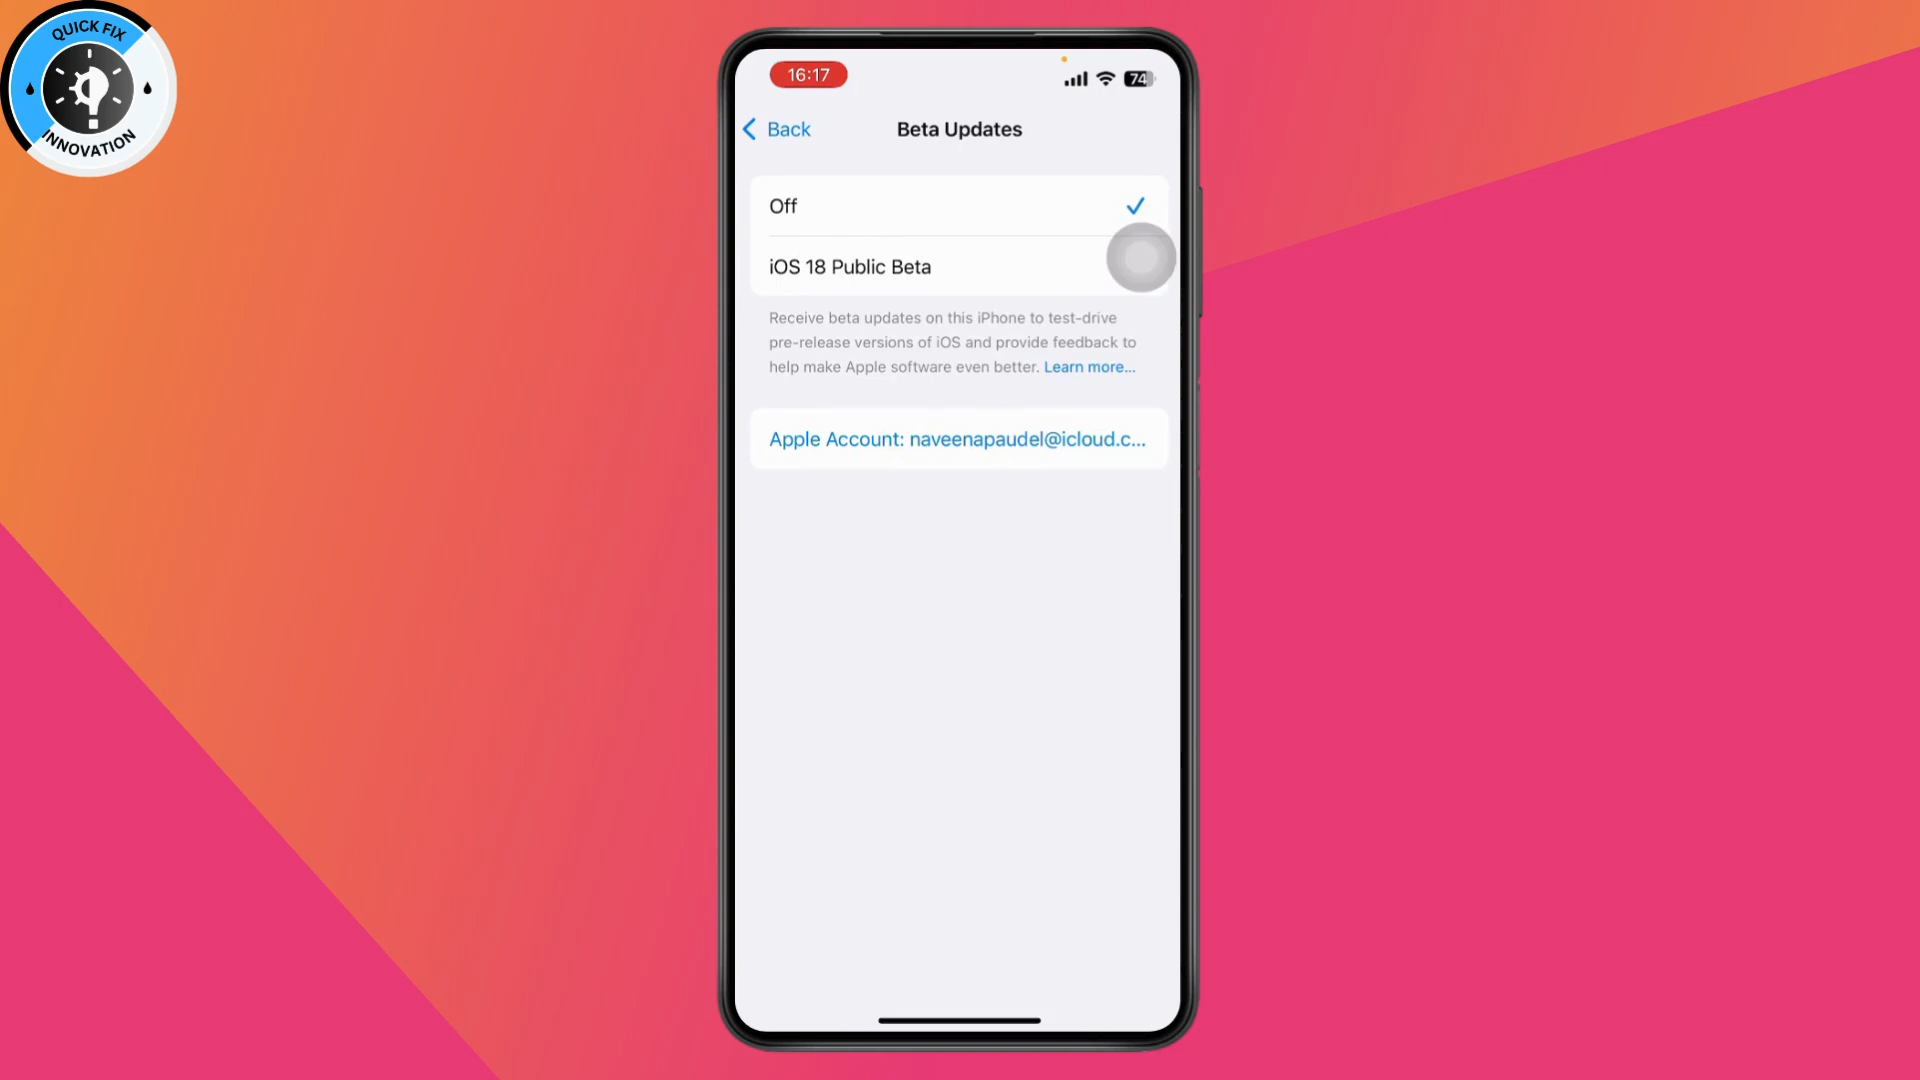 QUICK FIX
INNOVATION
16:17
74
Back
Beta Updates
Off
iOS 18 Public Beta
Receive beta updates on this iPhone to test-drive
pre-release versions of iOS and provide feedback to
help make Apple software even better. Learn more...
Apple Account: naveenapaudel@icloud.c...